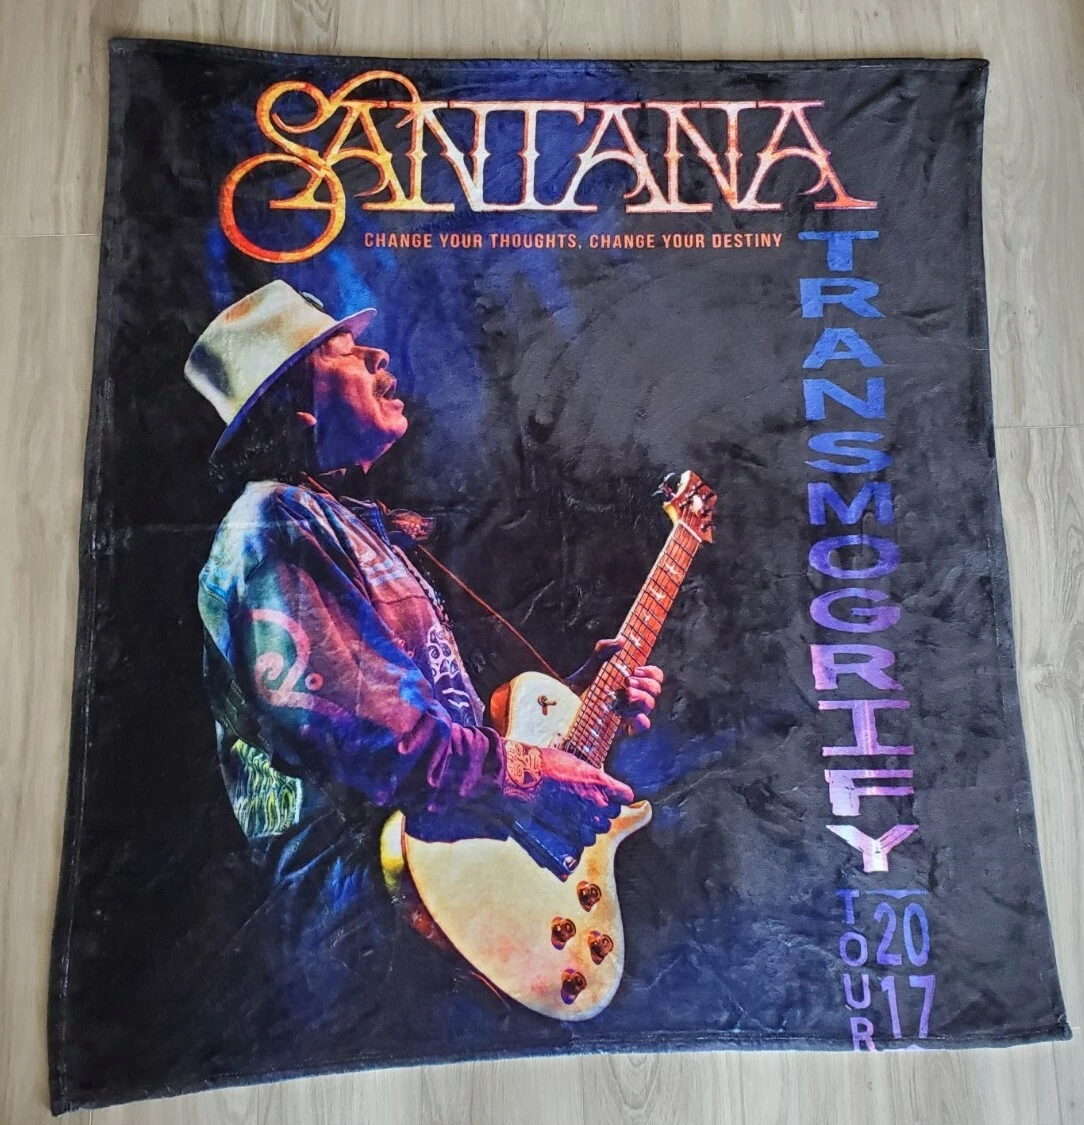 SANTANA
CHANGE YOUR THOUGHTS, CHANGE YOUR DESTINY
TRANSMOGRIFY
TOUR
2017